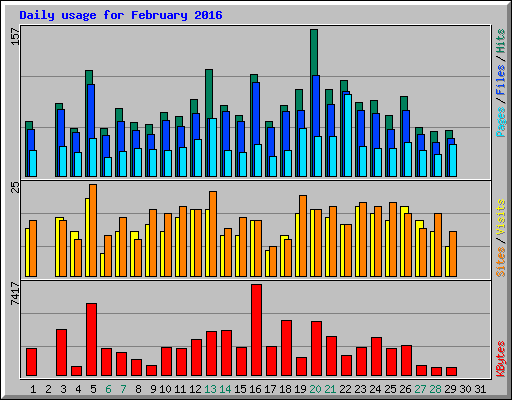 Daily usage for February 2016
157
Pages / Files / Hits
25
Sites / Visits
7417
KBytes
1 2 3 4 5 6 7 8 9 10 11 12 13 14 15 16 17 18 19 20 21 22 23 24 25 26 27 28 29 30 31